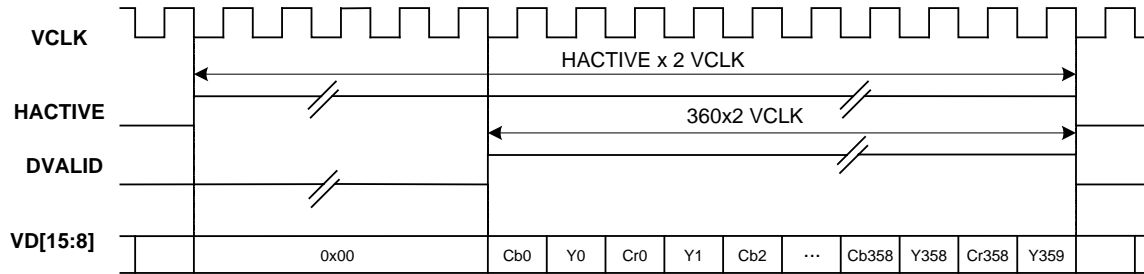 VCLK
HACTIVE x 2 VCLK
HACTIVE
360x2 VCLK
DVALID
VD[15:8]
0x00 Cb0 Y0 Cr0 Y1 Cb2 ... Cb358 Y358 Cr358 Y359